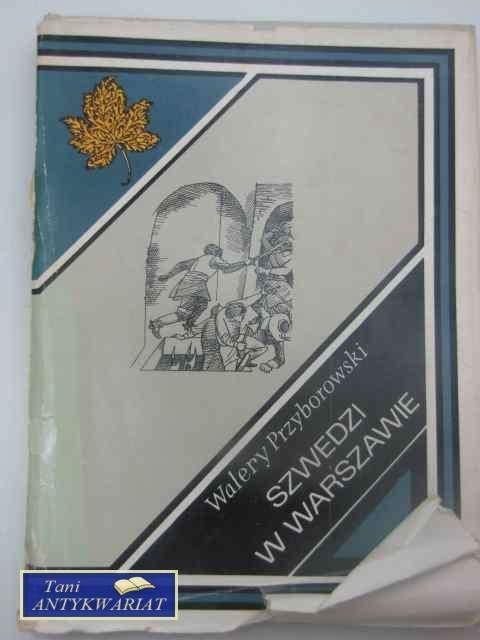 Walery Przyborowski
SZWEDZI
W WARSZAWIE
Tani
ANTYKWARIAT